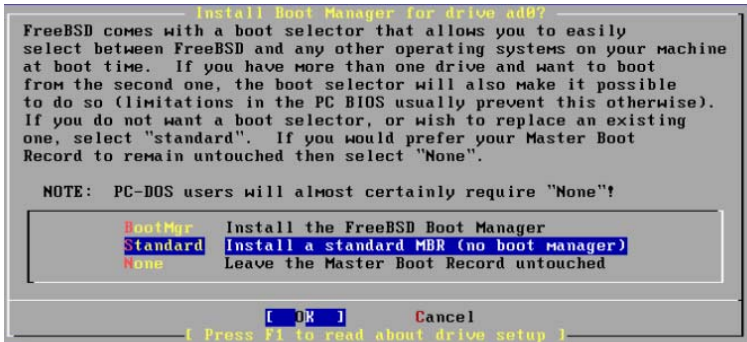 Install Boot Manager for drive ad0?
FreeBSD comes with a boot selector that allows you to easily
select between FreeBSD and any other operating systems on your machine
at boot time.  If you have more than one drive and want to boot
from the second one, the boot selector will also make it possible
to do so (limitations in the PC BIOS usually prevent this otherwise).
If you do not want a boot selector, or wish to replace an existing
one, select "standard".  If you would prefer your Master Boot
Record to remain untouched then select "None".
NOTE:  PC-DOS users will almost certainly require "None"!
BootMgr   Install the FreeBSD Boot Manager
Standard  Install a standard MBR (no boot manager)
None      Leave the Master Boot Record untouched
[  OK  ]       Cancel
[ Press F1 to read about drive setup ]